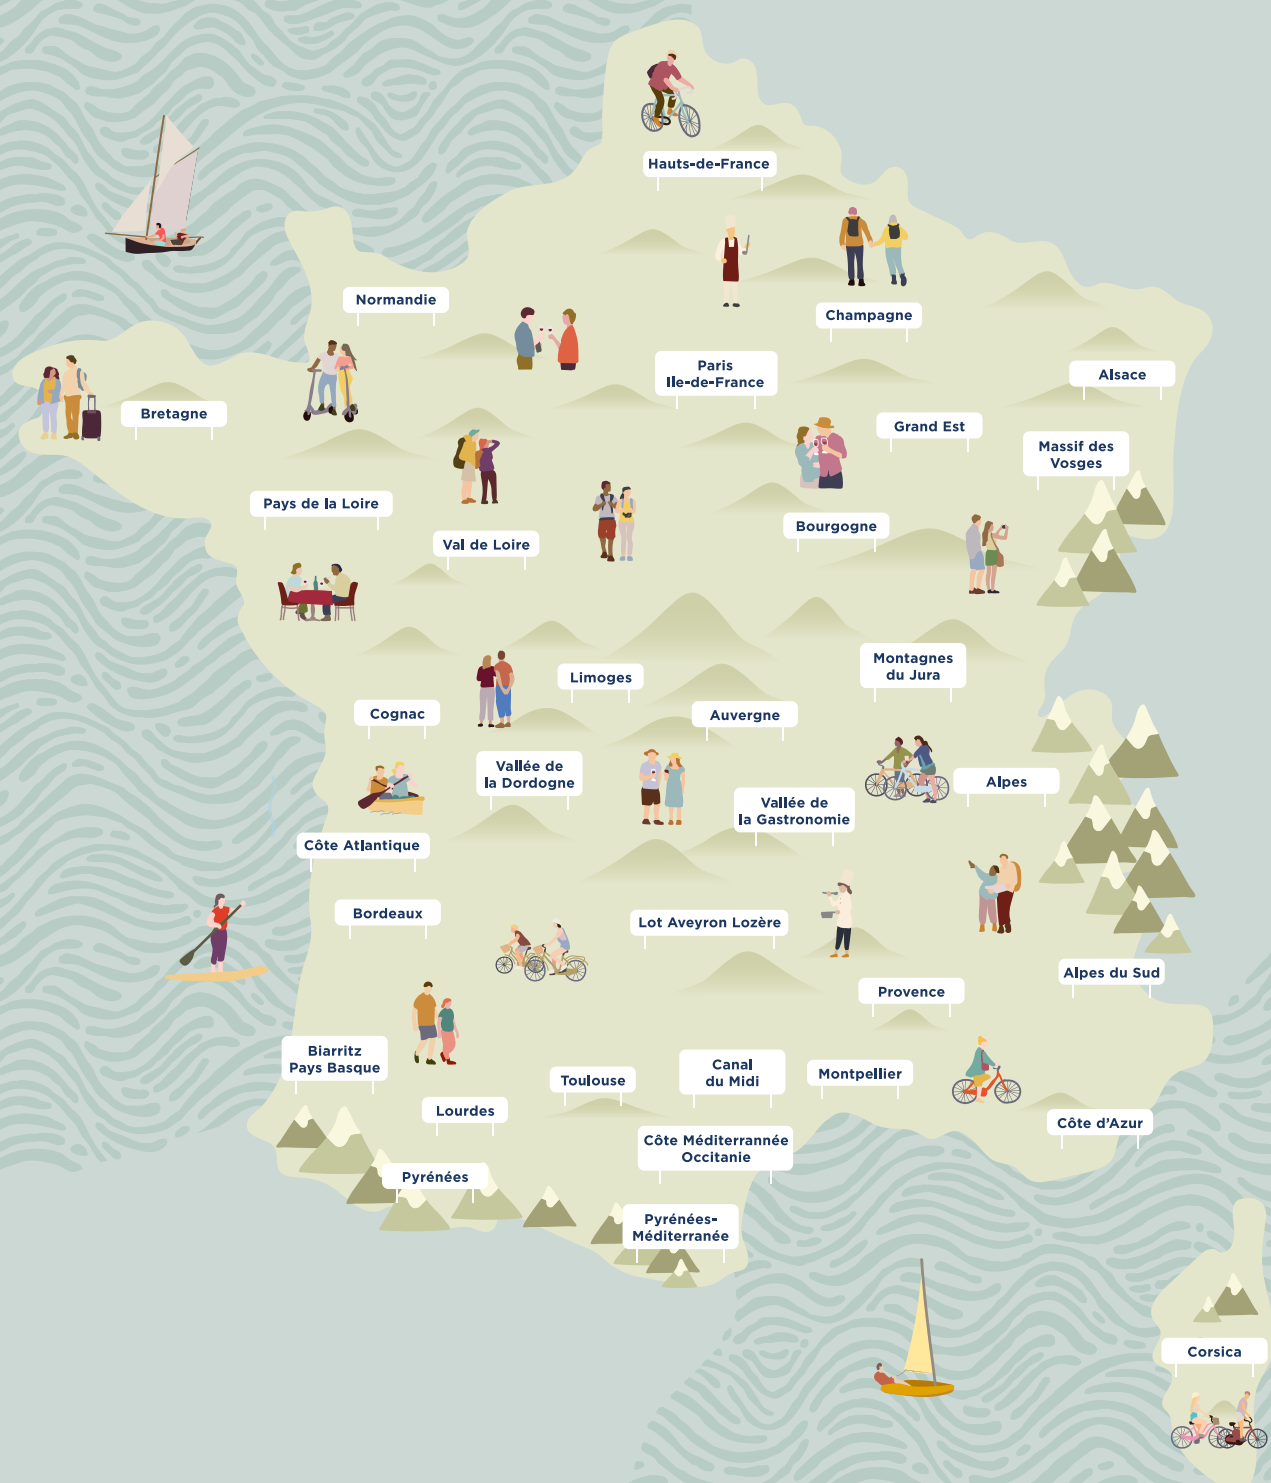 Hauts-de-France
Normandie
Champagne
Paris
Ile-de-France
Alsace
Bretagne
Grand Est
Massif des
Vosges
Pays de la Loire
Bourgogne
Val de Loire
Montagnes
du Jura
Limoges
Cognac
Auvergne
Vallée de
la Dordogne
Alpes
Vallée de
la Gastronomie
Côte Atlantique
Bordeaux
Lot Aveyron Lozère
Alpes du Sud
Provence
Biarritz
Pays Basque
Canal
du Midi
Montpellier
Toulouse
Lourdes
Côte d'Azur
Côte Méditerrannée
Occitanie
Pyrénées
Pyrénées-
Méditerranée
Corsica